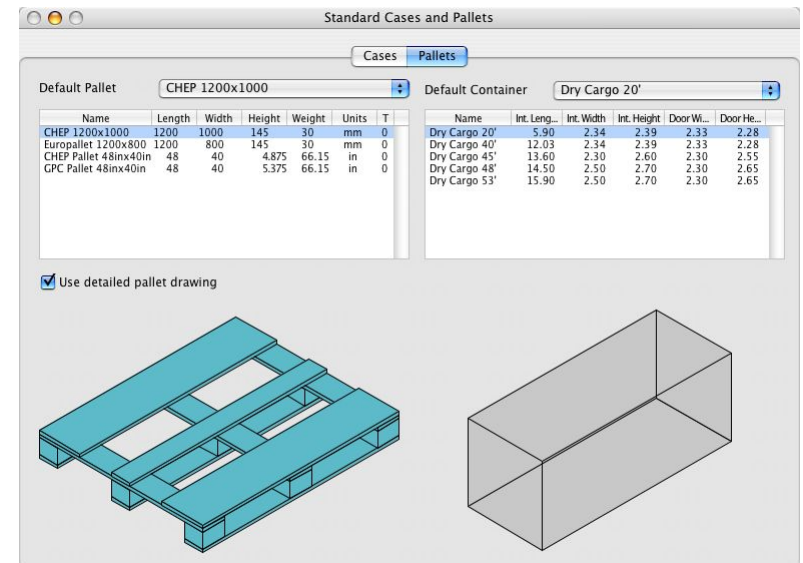 Standard Cases and Pallets
Cases Pallets
Default Pallet CHEP 1200x1000
Default Container Dry Cargo 20'
Name Length Width Height Weight Units T
CHEP 1200x1000 1200 1000 145 30 mm 0
Europallet 1200x800 1200 800 145 30 mm 0
CHEP Pallet 48inx40in 48 40 4.875 66.15 in 0
GPC Pallet 48inx40in 48 40 5.375 66.15 in 0
Name Int. Leng... Int. Width Int. Height Door Wi... Door He...
Dry Cargo 20' 5.90 2.34 2.39 2.33 2.28
Dry Cargo 40' 12.03 2.34 2.39 2.33 2.28
Dry Cargo 45' 13.60 2.30 2.60 2.30 2.55
Dry Cargo 48' 14.50 2.50 2.70 2.30 2.65
Dry Cargo 53' 15.90 2.50 2.70 2.30 2.65
Use detailed pallet drawing